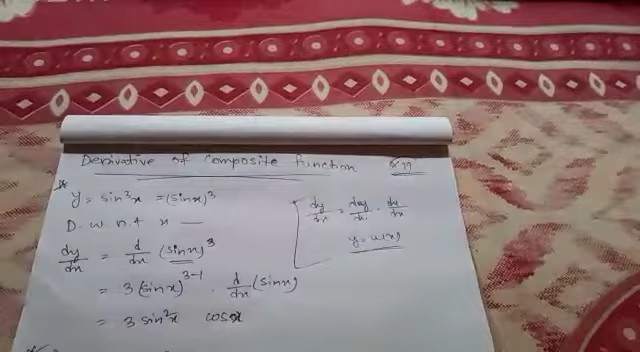 Derivative of Composite Function
y = sin³x = (sinx)³
D. w. r. t x —
dy/dx = d/dx (sinx)³
= 3 (sinx)³⁻¹ . d/dx (sinx)
= 3 sin²x cosx
dy/dx = dy/du . du/dx
y = u(x)